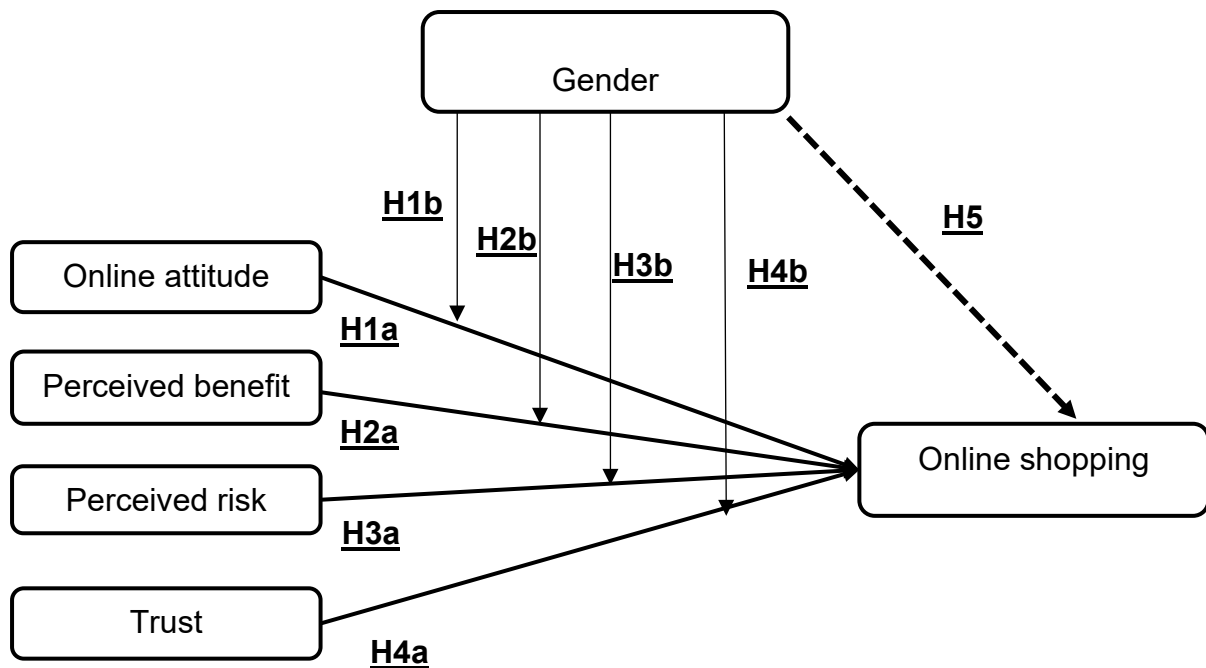 Gender
H1b
H5
H2b
H3b
H4b
Online attitude
H1a
Perceived benefit
H2a
Online shopping
Perceived risk
H3a
Trust
H4a